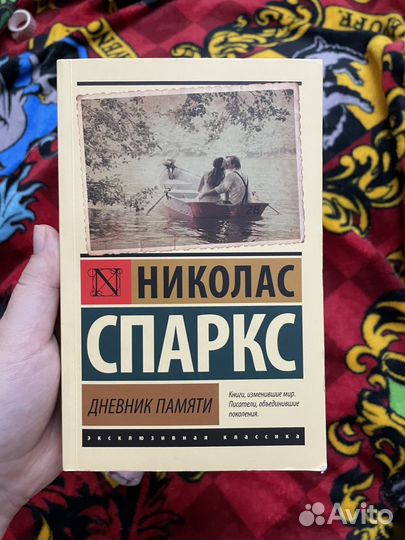 N
НИКОЛАС
СПАРКС
ДНЕВНИК ПАМЯТИ
Книги, изменившие мир.
Писатели, объединившие
поколения.
эксклюзивная классика
Avito